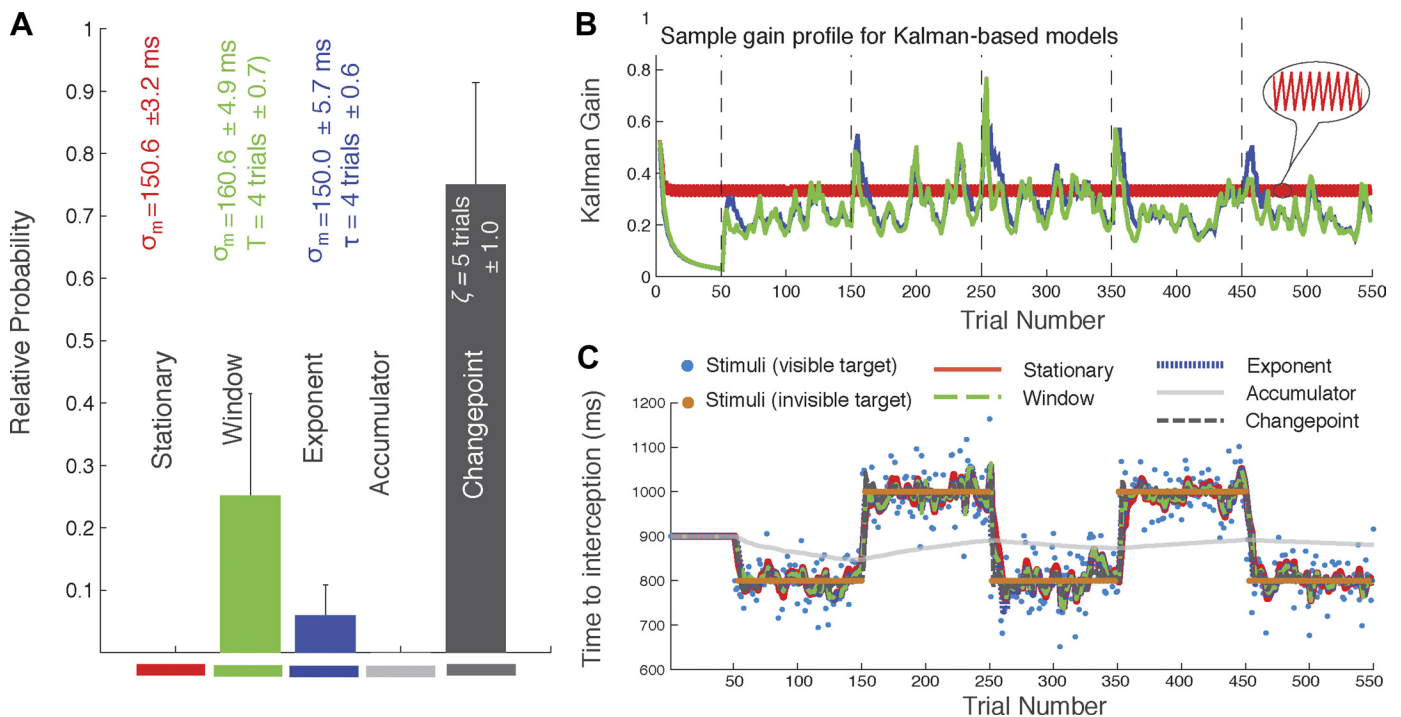 A
Relative Probability
1
0.9
0.8
0.7
0.6
0.5
0.4
0.3
0.2
0.1
σm=150.6 ±3.2 ms
σm=160.6 ± 4.9 ms
T = 4 trials ± 0.7)
σm=150.0 ± 5.7 ms
τ = 4 trials ± 0.6
ζ = 5 trials
± 1.0
Stationary
Window
Exponent
Accumulator
Changepoint
B
Sample gain profile for Kalman-based models
Kalman Gain
1
0.8
0.6
0.4
0.2
0
0 50 100 150 200 250 300 350 400 450 500 550
Trial Number
C
Stimuli (visible target)
Stimuli (invisible target)
Stationary
Window
Exponent
Accumulator
Changepoint
Time to interception (ms)
1200
1100
1000
900
800
700
600
50 100 150 200 250 300 350 400 450 500 550
Trial Number